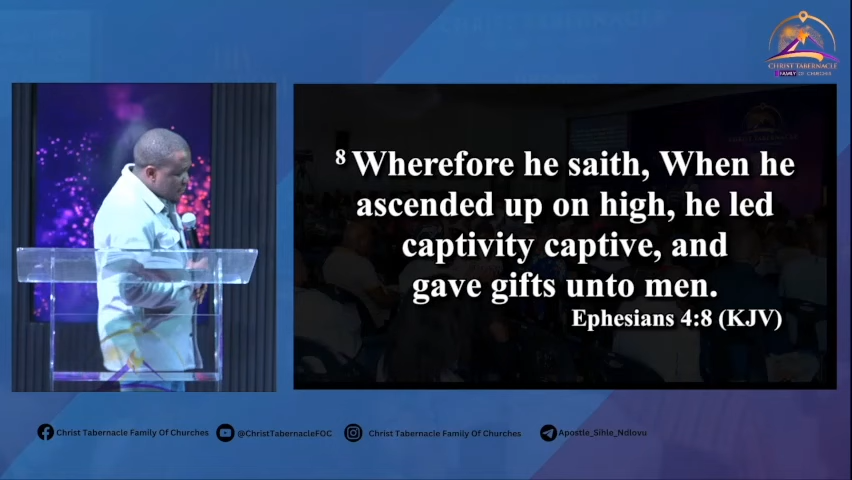 CHRIST TABERNACLE
FAMILY OF CHURCHES
8 Wherefore he saith, When he
ascended up on high, he led
captivity captive, and
gave gifts unto men.
Ephesians 4:8 (KJV)
Christ Tabernacle Family Of Churches
@ChristTabernacleFOC
Christ Tabernacle Family Of Churches
Apostle_Sihle_Ndlovu